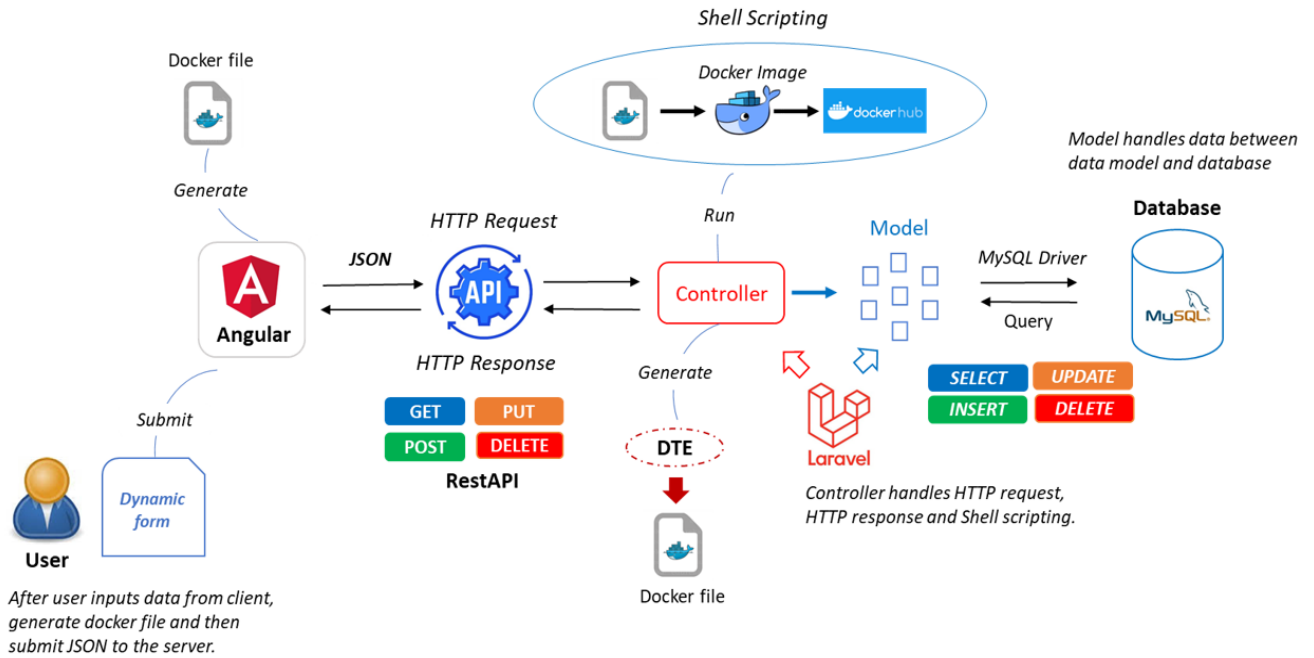 Shell Scripting
Docker file
Docker Image
dockerhub
Model handles data between
data model and database
Generate
Run
Database
HTTP Request
Model
JSON
MySQL Driver
API
Controller
Angular
Query
MySQL
HTTP Response
Generate
SELECT UPDATE
INSERT DELETE
GET PUT
POST DELETE
RestAPI
Submit
DTE
Laravel
Dynamic
form
Controller handles HTTP request,
HTTP response and Shell scripting.
User
Docker file
After user inputs data from client,
generate docker file and then
submit JSON to the server.